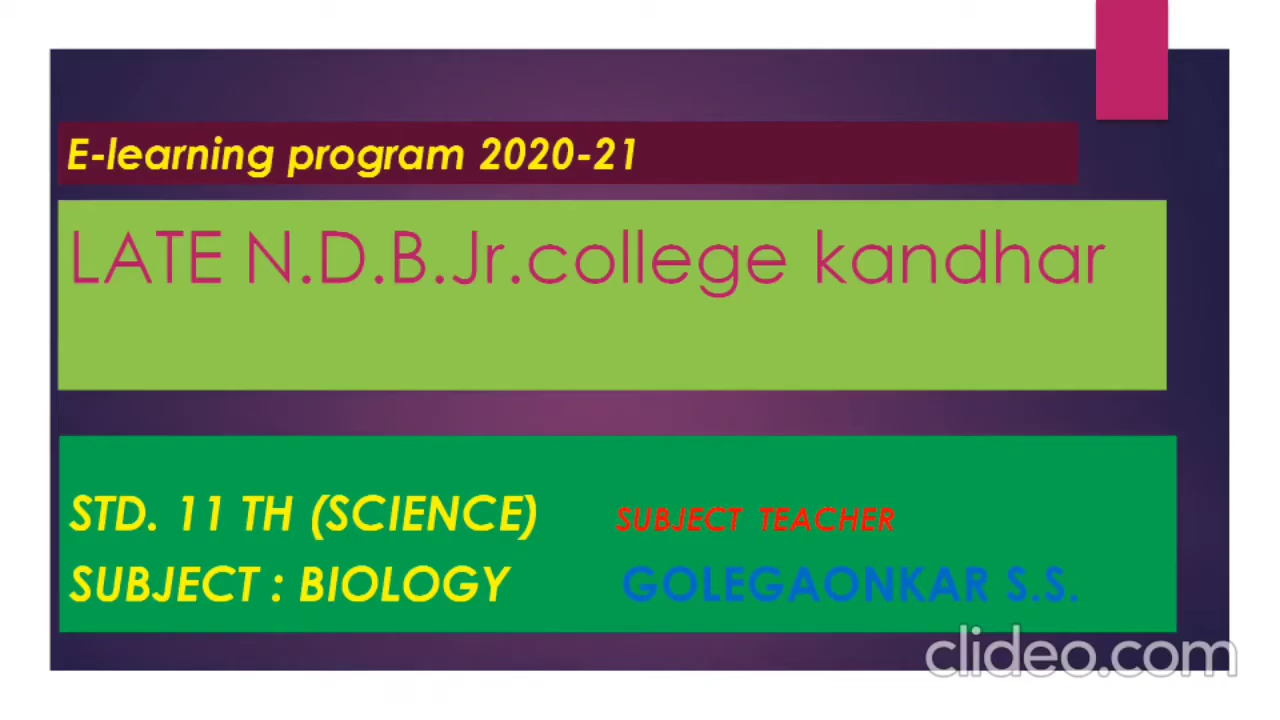 E-learning program 2020-21
LATE N.D.B.Jr.college kandhar
STD. 11 TH (SCIENCE) SUBJECT TEACHER
SUBJECT : BIOLOGY GOLEGAONKAR S.S.
clideo.com